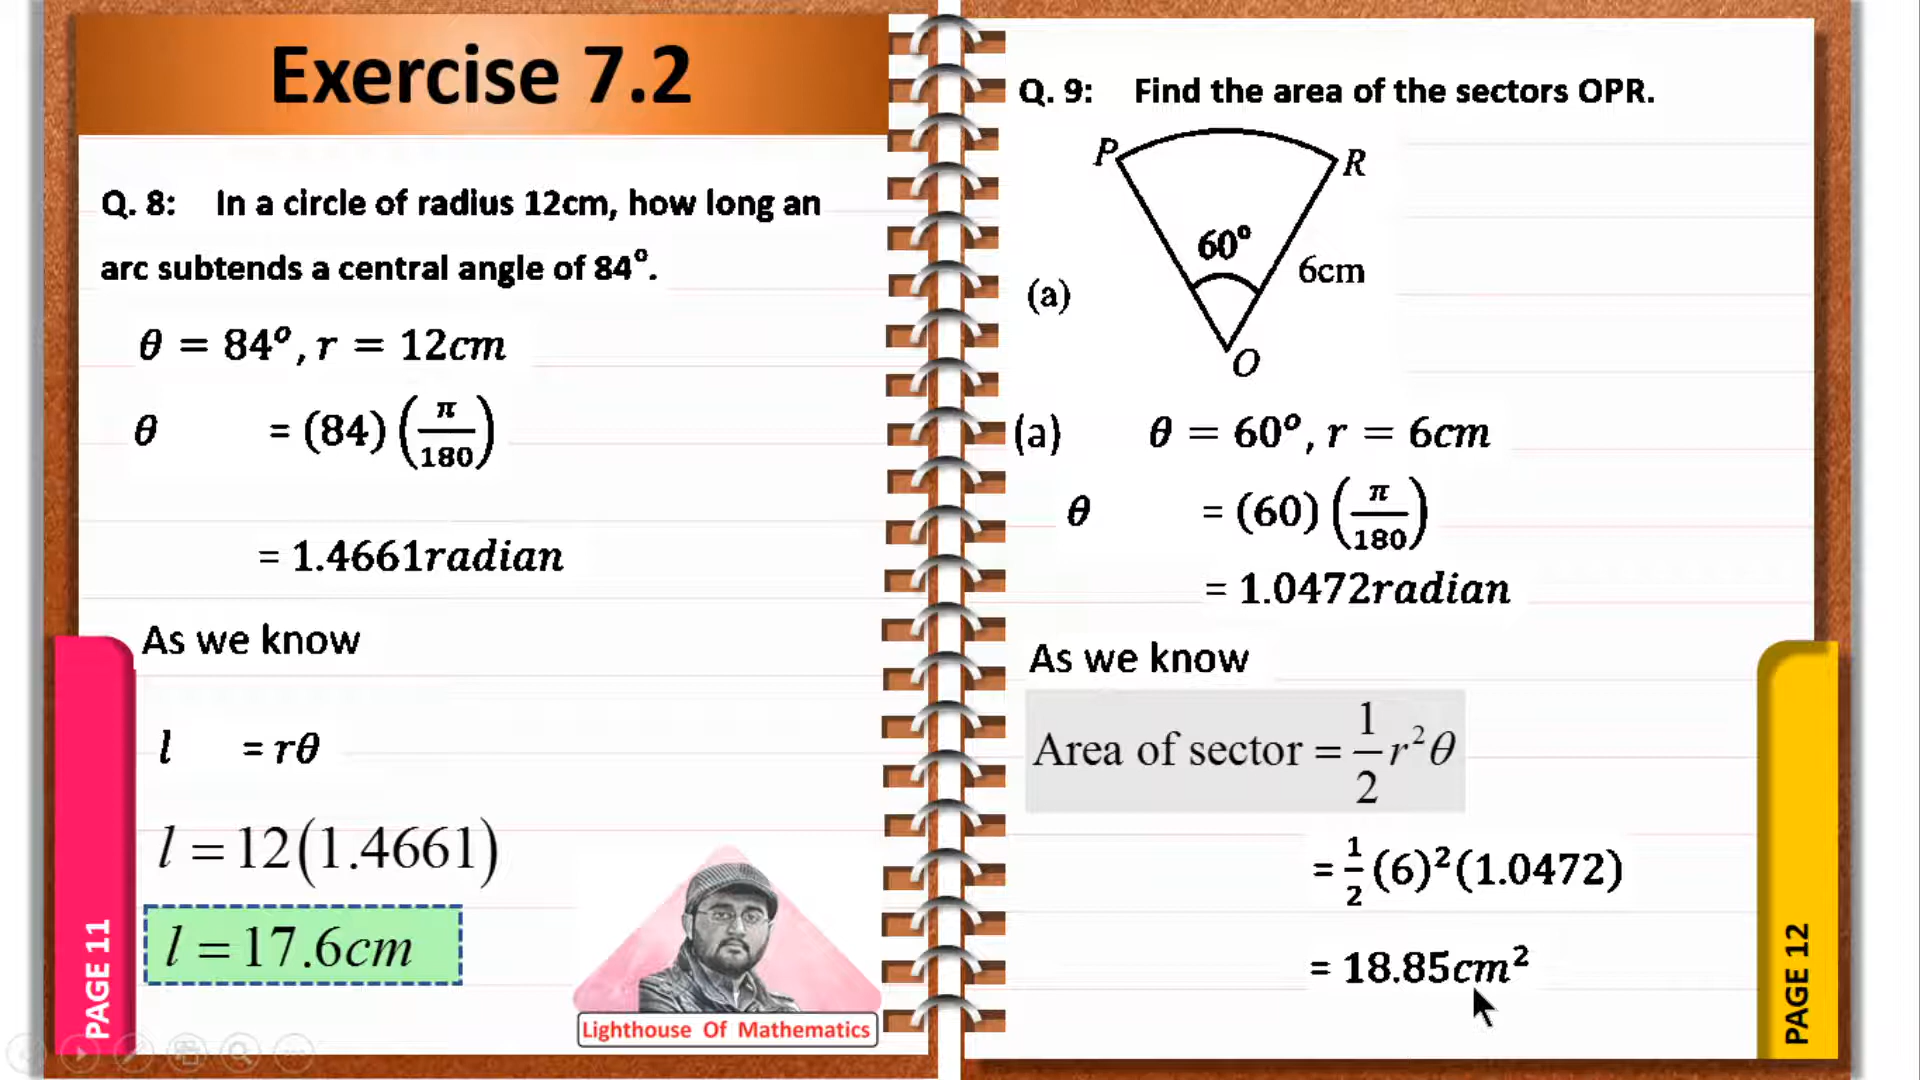 Exercise 7.2
Q. 8: In a circle of radius 12cm, how long an
arc subtends a central angle of 84°.
θ = 84ᵒ, r = 12cm
θ = (84) (π/180)
= 1.4661radian
As we know
l = rθ
l = 12(1.4661)
l = 17.6cm
PAGE 11
Lighthouse Of Mathematics
Q. 9: Find the area of the sectors OPR.
P
R
60°
6cm
(a)
O
(a) θ = 60ᵒ, r = 6cm
θ = (60) (π/180)
= 1.0472radian
As we know
Area of sector = 1/2 r²θ
= 1/2 (6)²(1.0472)
= 18.85cm²
PAGE 12